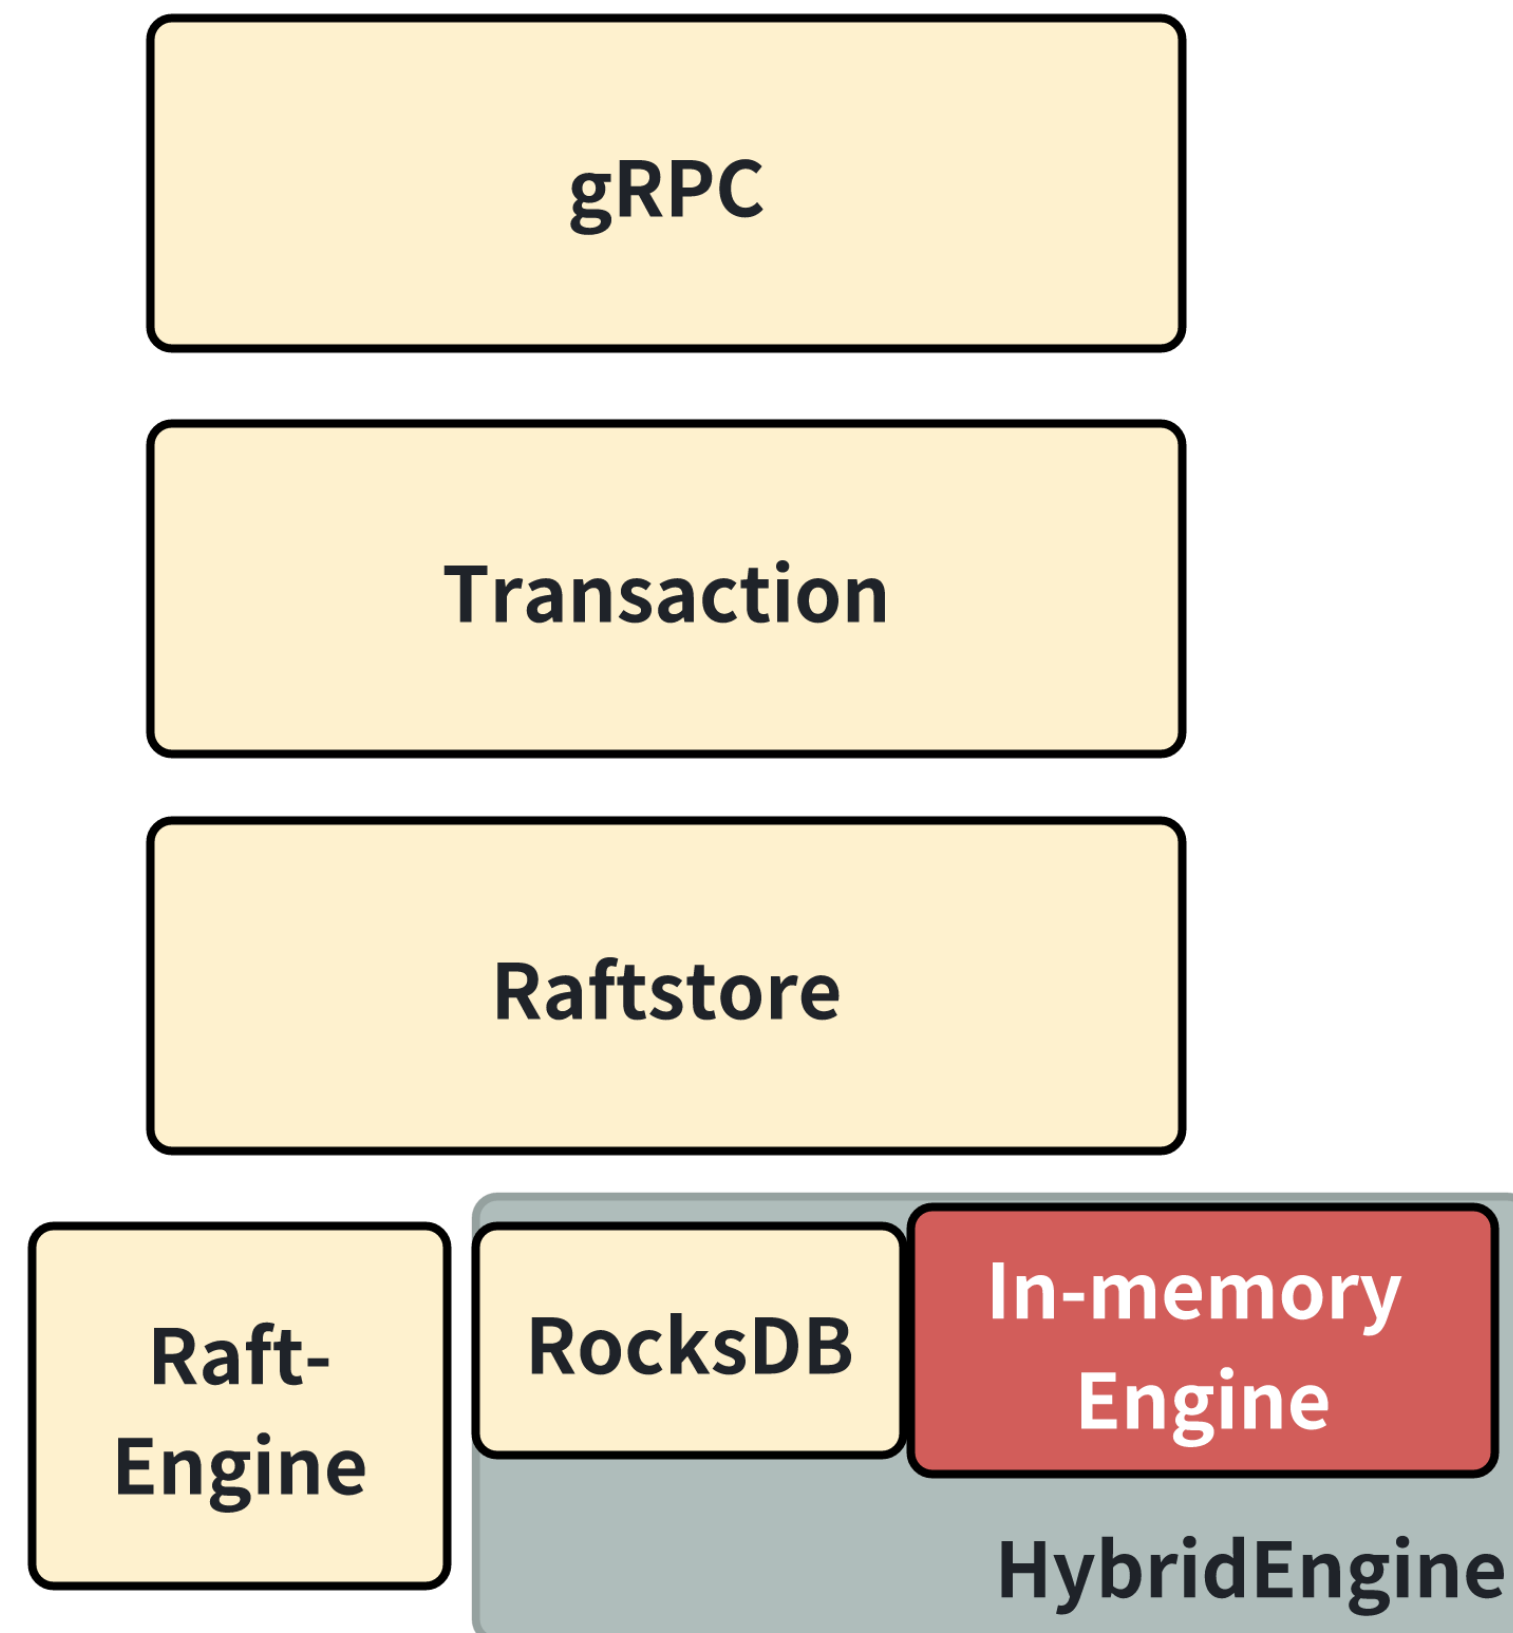 gRPC
Transaction
Raftstore
Raft-
Engine
RocksDB
In-memory
Engine
HybridEngine